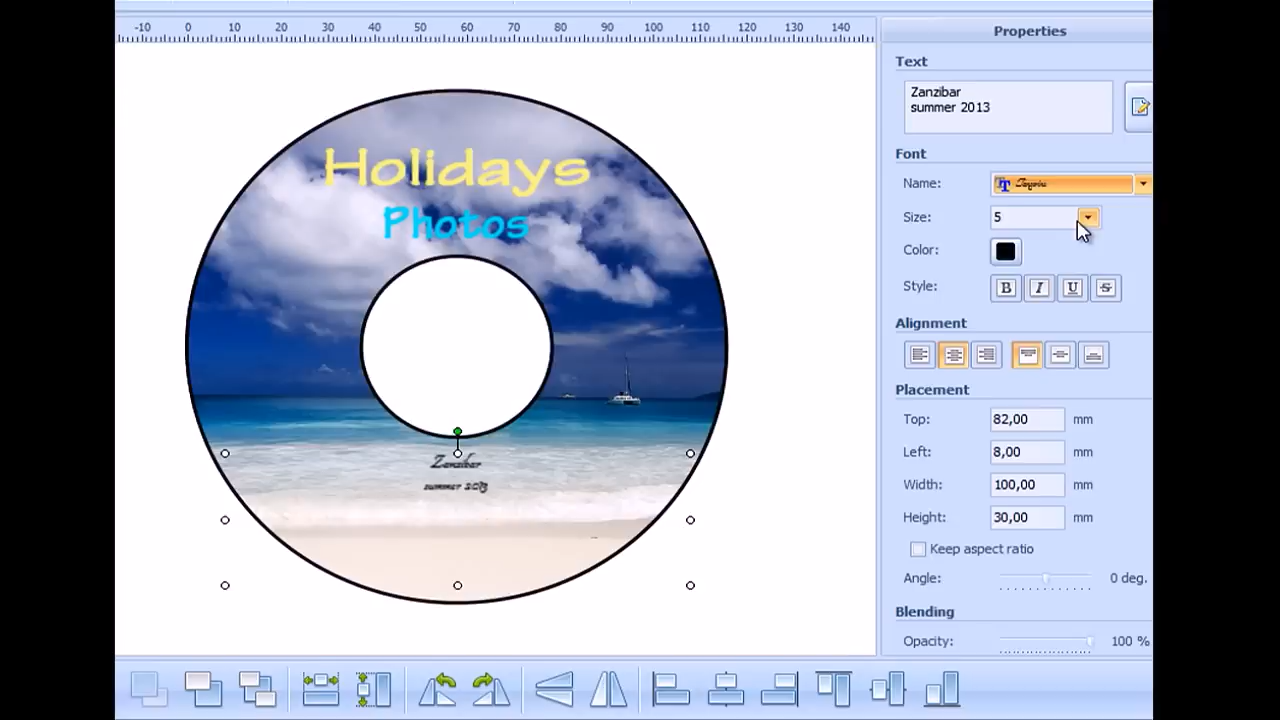 -10 0 10 20 30 40 50 60 70 80 90 100 110 120 130 140
Properties
Text
Zanzibar
summer 2013
Font
Name:
Size: 5
Color:
Style: B I U S
Alignment
Placement
Top: 82,00 mm
Left: 8,00 mm
Width: 100,00 mm
Height: 30,00 mm
Keep aspect ratio
Angle: 0 deg.
Blending
Opacity: 100 %
Holidays
Photos
Zanzibar
summer 2013